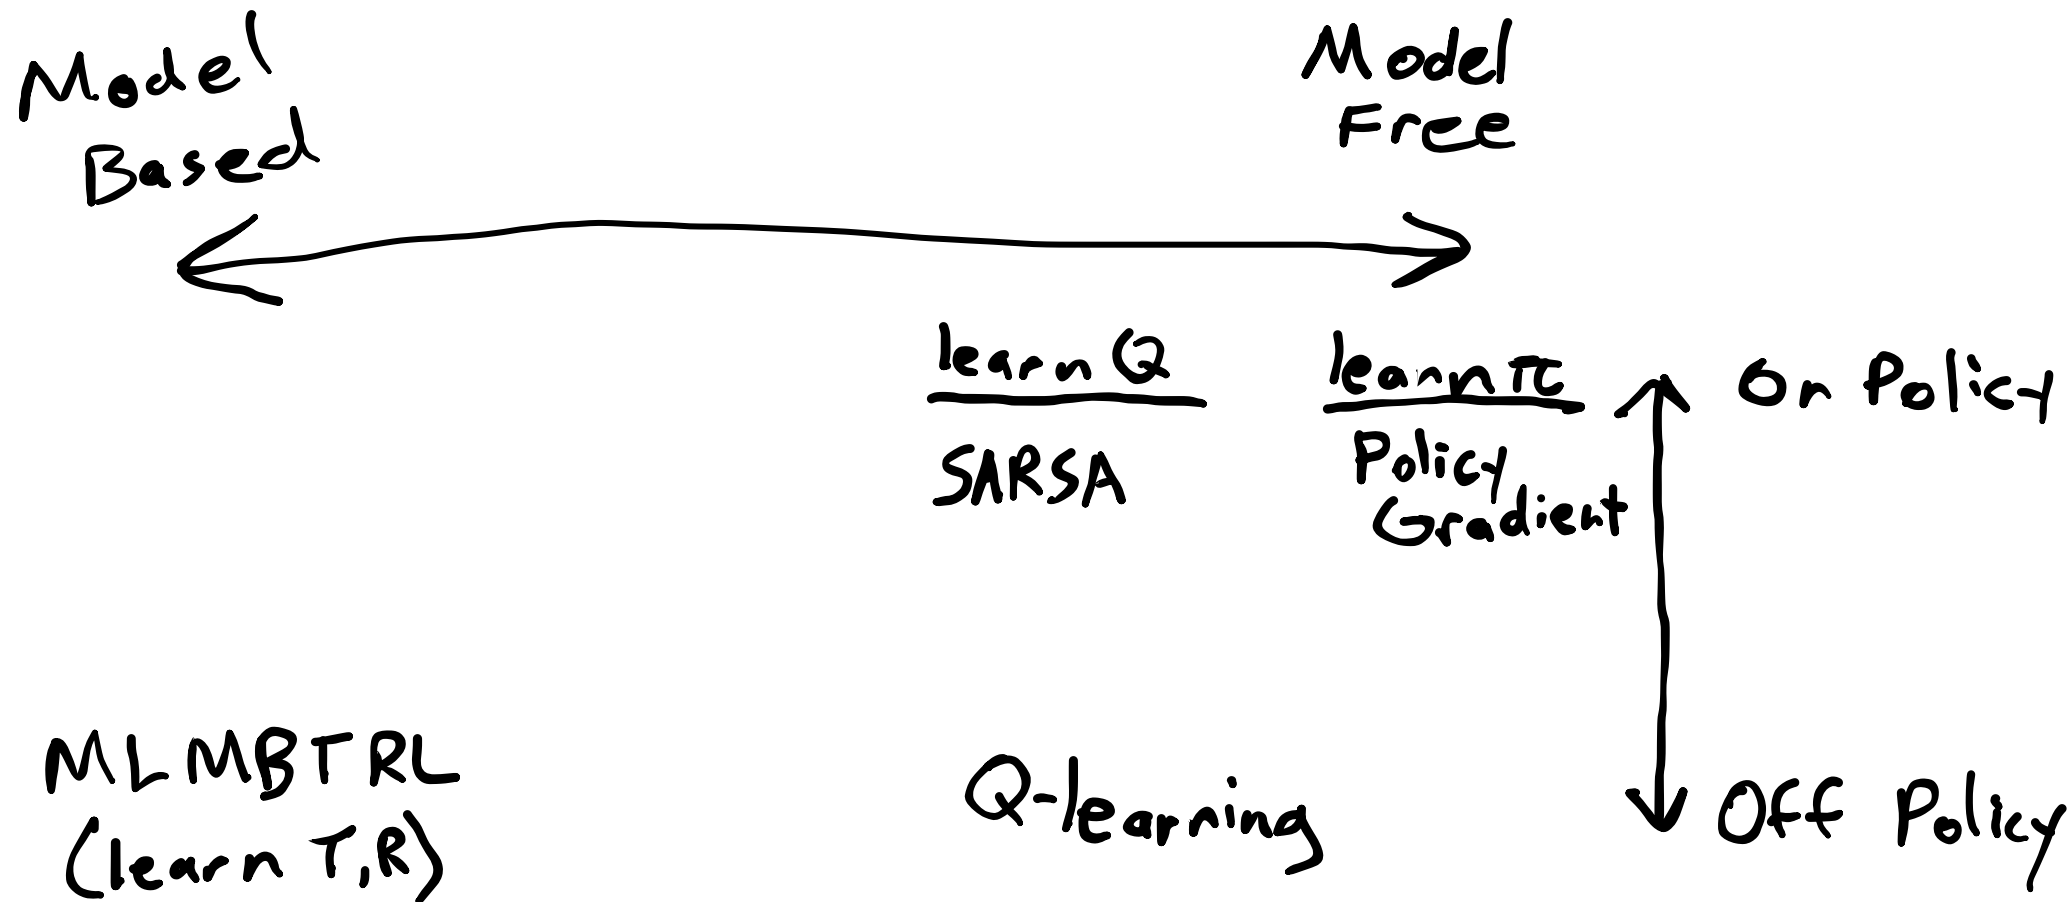 Model
Based
Model
Free
learn Q
learn π
On Policy
SARSA
Policy
Gradient
MLMBTRL
(learn T,R)
Q-learning
Off Policy